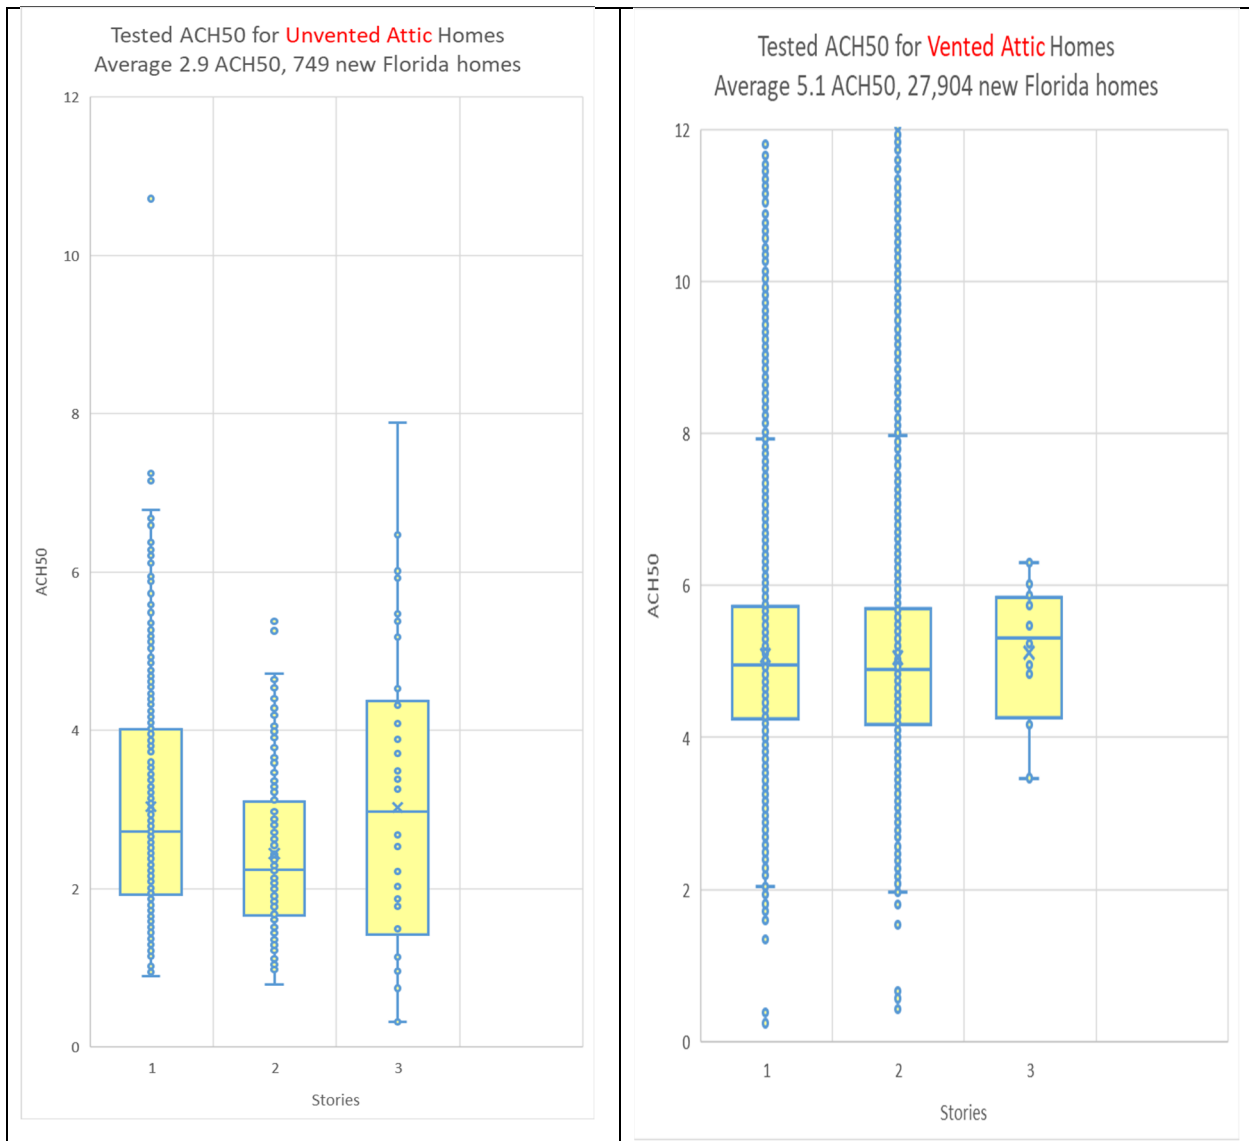 Tested ACH50 for Unvented Attic Homes
Average 2.9 ACH50, 749 new Florida homes
12
10
8
6
4
2
0
ACH50
1 2 3
Stories
Tested ACH50 for Vented Attic Homes
Average 5.1 ACH50, 27,904 new Florida homes
12
10
8
6
4
2
0
ACH50
1 2 3
Stories